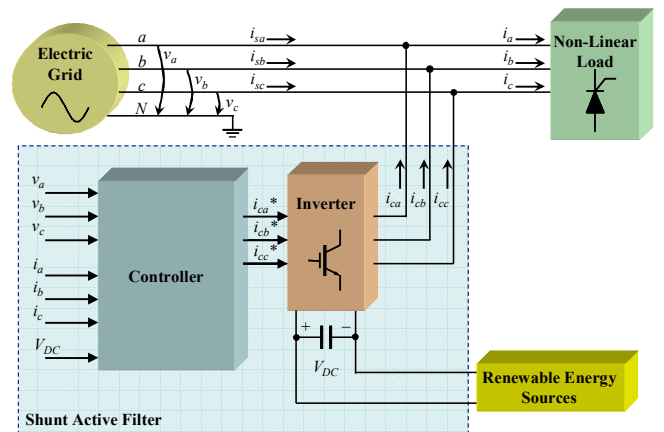 Electric
Grid
a
b
c
N
v_a
v_b
v_c
i_sa
i_sb
i_sc
i_a
i_b
i_c
Non-Linear
Load
v_a
v_b
v_c
i_a
i_b
i_c
V_DC
Controller
i_ca*
i_cb*
i_cc*
Inverter
i_ca
i_cb
i_cc
+
−
V_DC
Renewable Energy
Sources
Shunt Active Filter